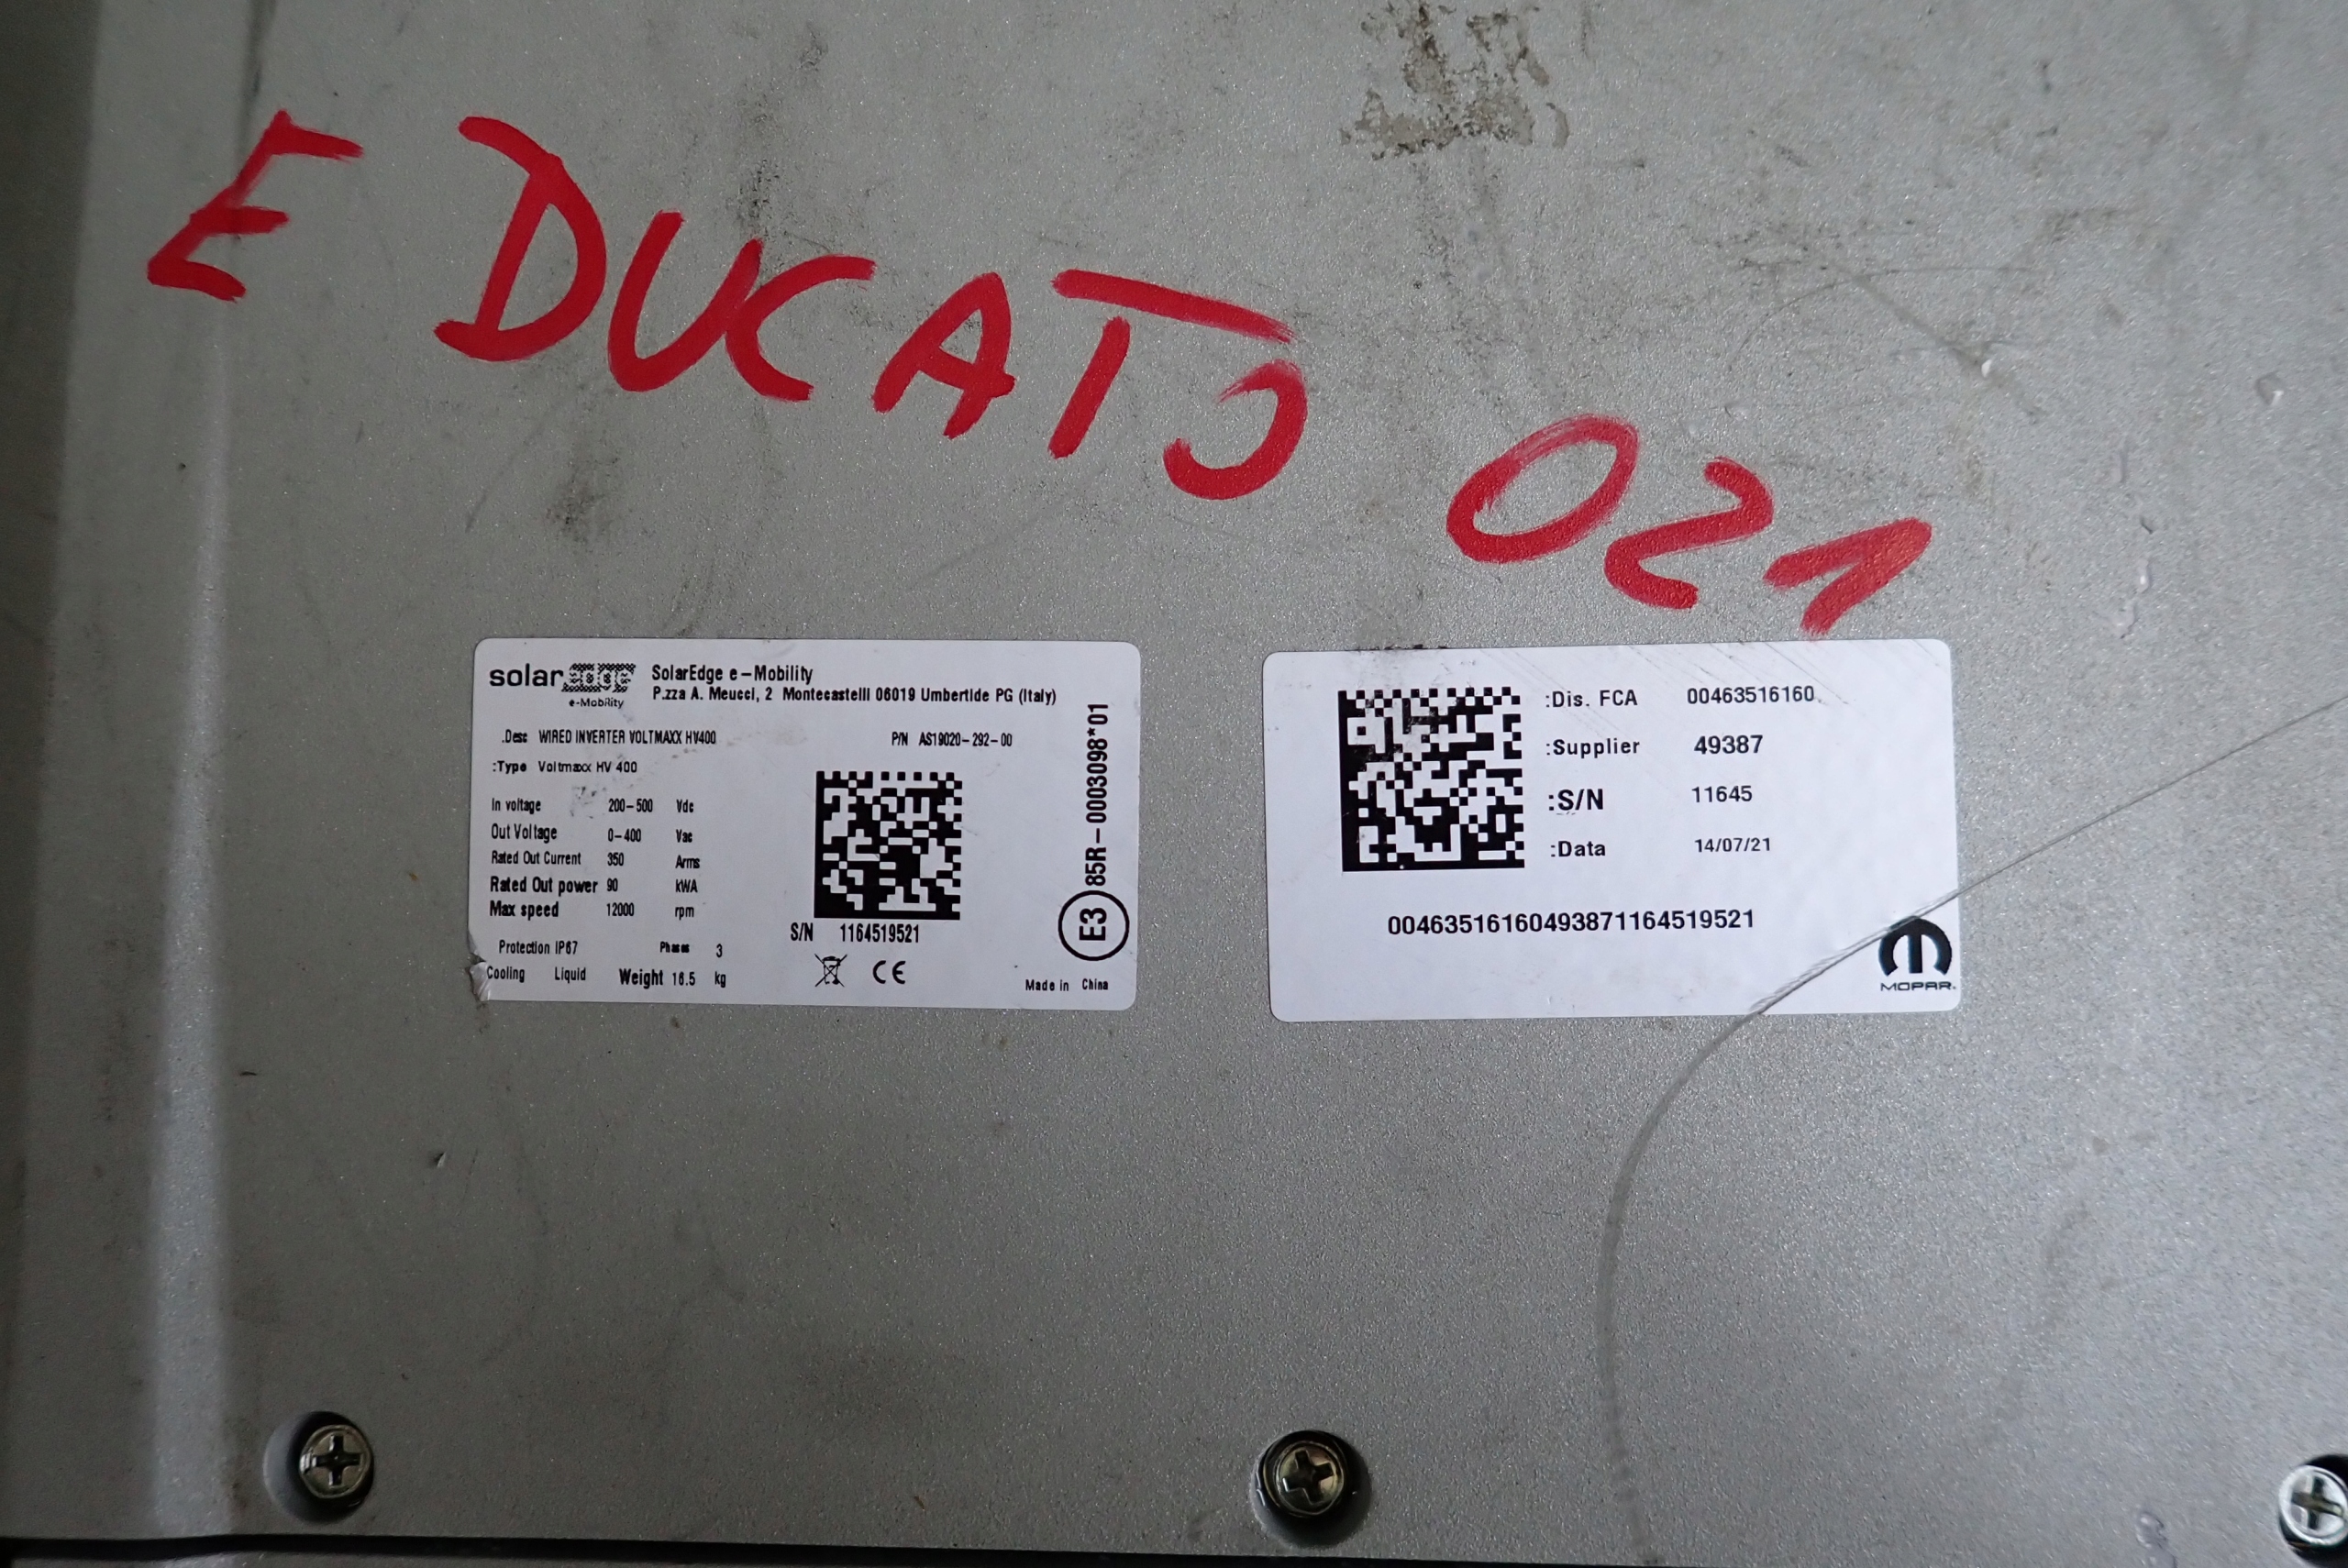 E DUCATO 021
solaredge
e-Mobility
SolarEdge e-Mobility
P.zza A. Meucci, 2 Montecastelli 06019 Umbertide PG (Italy)
.Desc WIRED INVERTER VOLTMAXX HV400
P/N AS19020-292-00
:Type Voltmaxx HV 400
In voltage 200-500 Vdc
Out Voltage 0-400 Vac
Rated Out Current 350 Arms
Rated Out power 90 kWA
Max speed 12000 rpm
Protection IP67 Phases 3
Cooling Liquid Weight 16.5 kg
S/N 1164519521
CE
E3 85R-0003098*01
Made in China
:Dis. FCA 00463516160
:Supplier 49387
:S/N 11645
:Data 14/07/21
00463516160493871164519521
MOPAR.